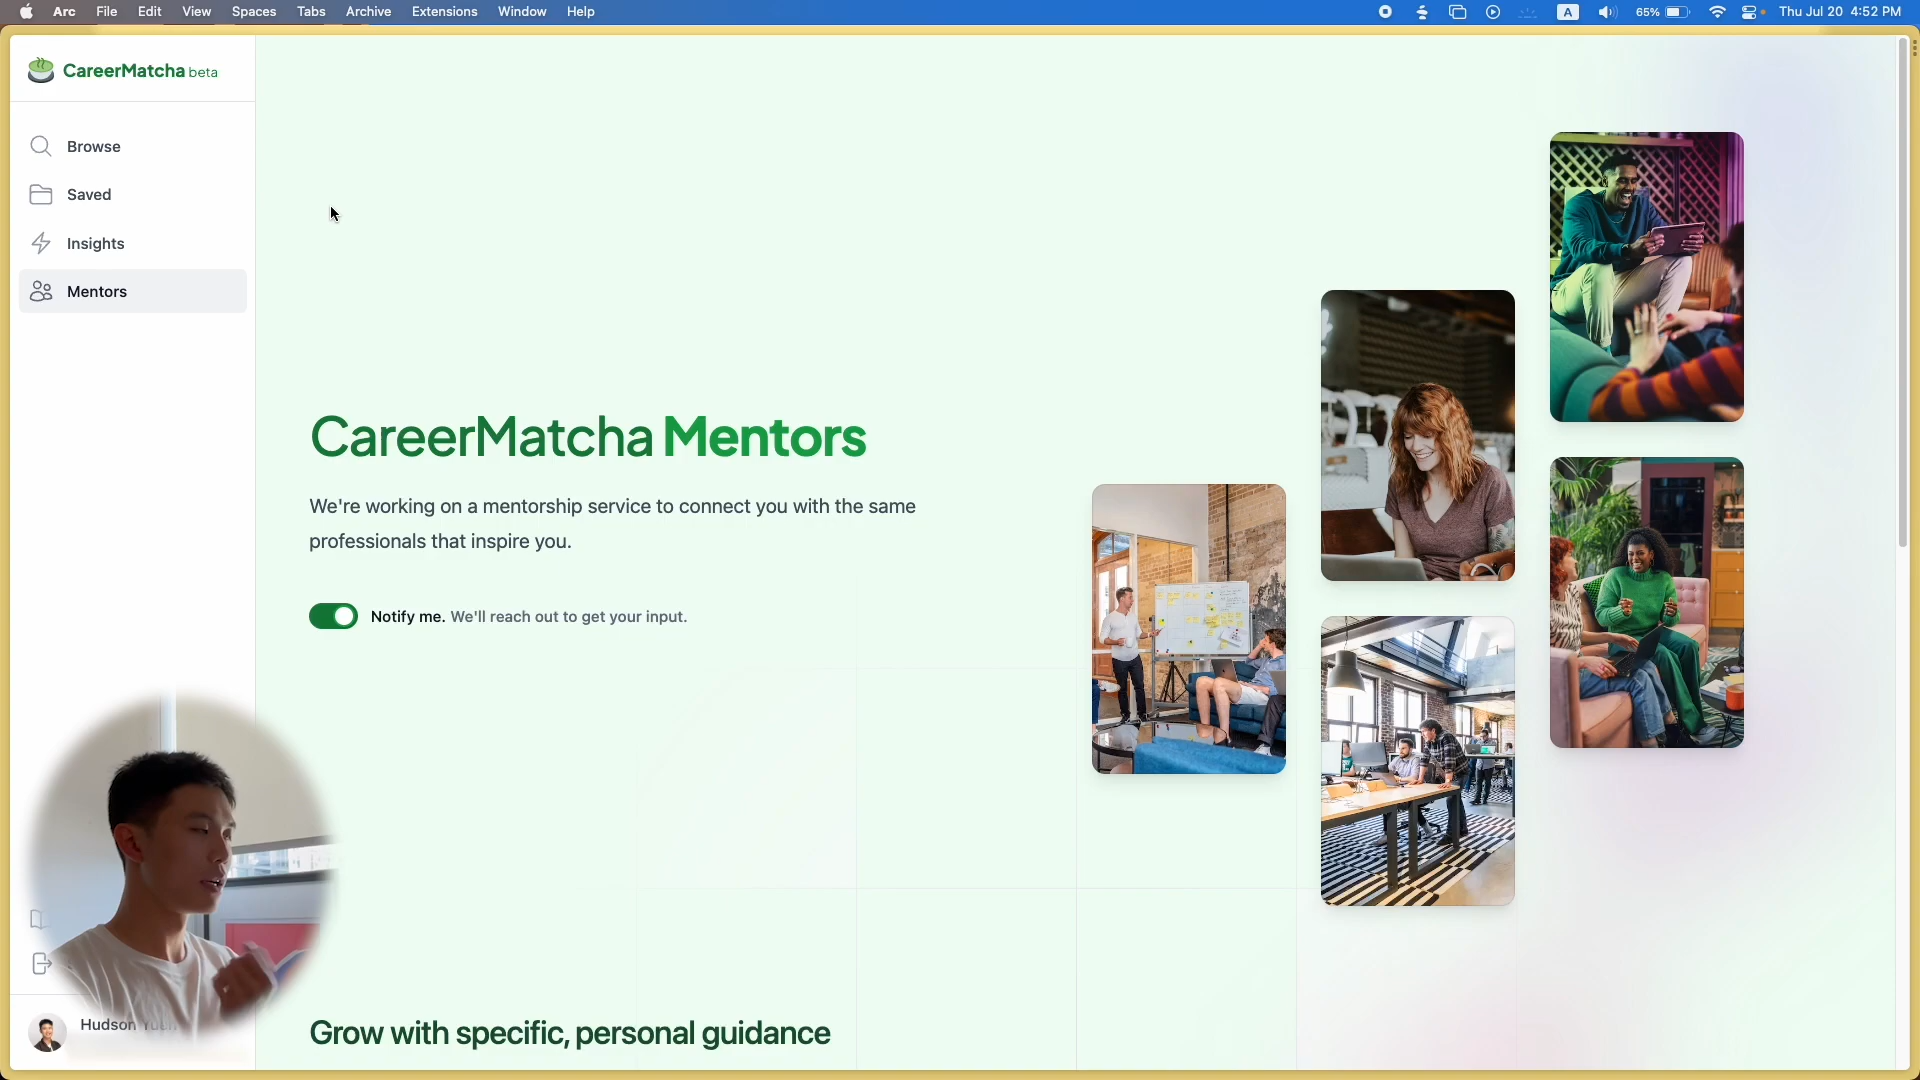 Arc File Edit View Spaces Tabs Archive Extensions Window Help
A 65% Thu Jul 20 4:52 PM
CareerMatcha beta
Browse
Saved
Insights
Mentors
CareerMatcha Mentors
We're working on a mentorship service to connect you with the same
professionals that inspire you.
Notify me. We'll reach out to get your input.
Hudson
Grow with specific, personal guidance